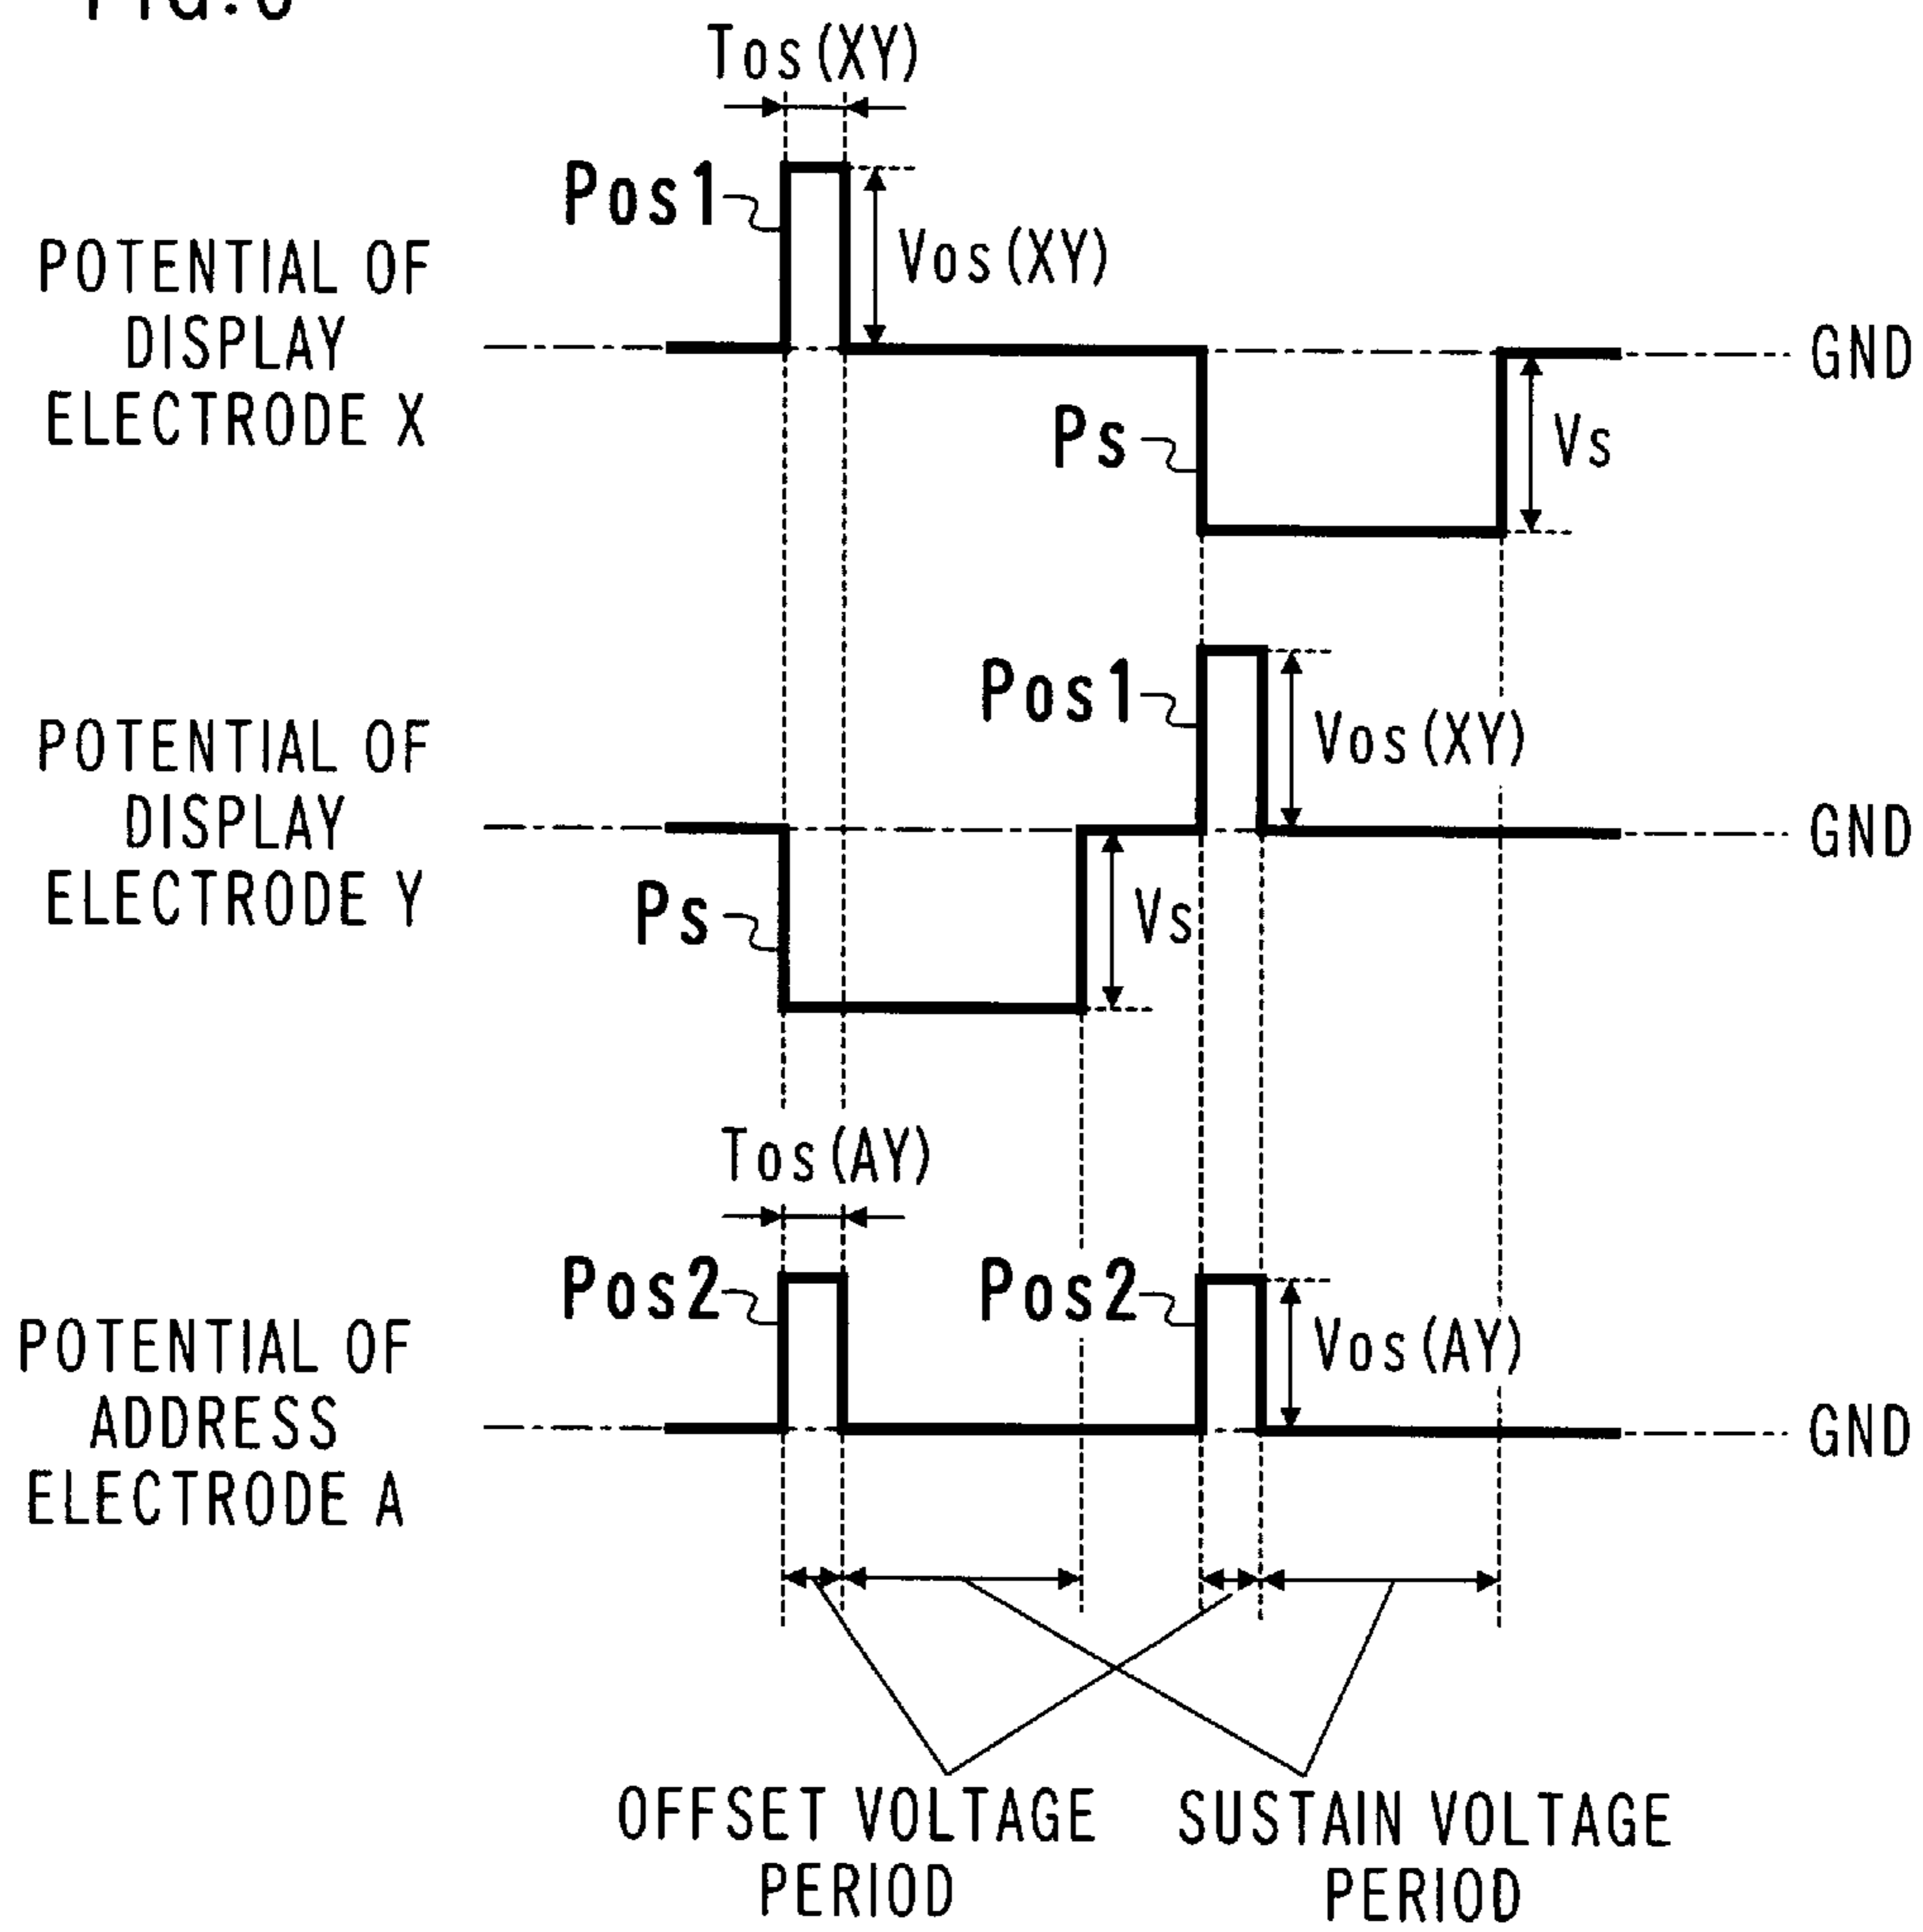 Tos(XY)
Pos1
Vos(XY)
POTENTIAL OF
DISPLAY
ELECTRODE X
GND
Ps
Vs
Pos1
Vos(XY)
POTENTIAL OF
DISPLAY
ELECTRODE Y
GND
Ps
Vs
Tos(AY)
Pos2
Pos2
Vos(AY)
POTENTIAL OF
ADDRESS
ELECTRODE A
GND
OFFSET VOLTAGE
PERIOD
SUSTAIN VOLTAGE
PERIOD